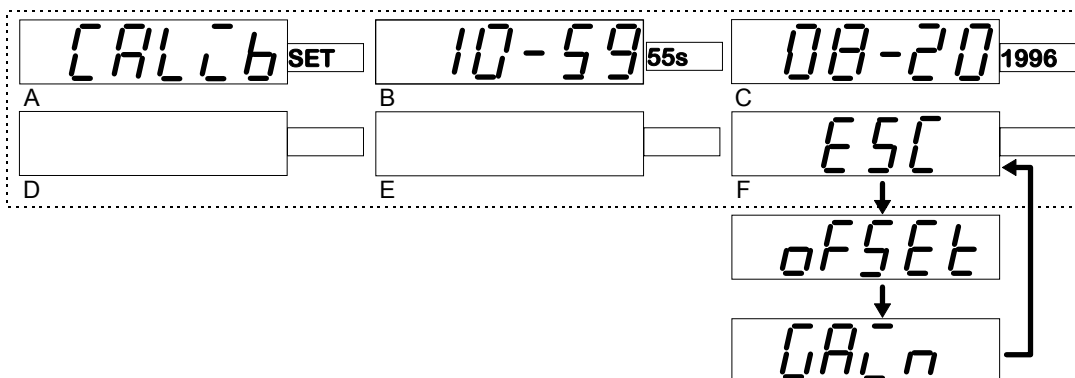 CALib SET 10-59 55s 08-20 1996
A B C
ESC
D E F
oFSEt
GAin